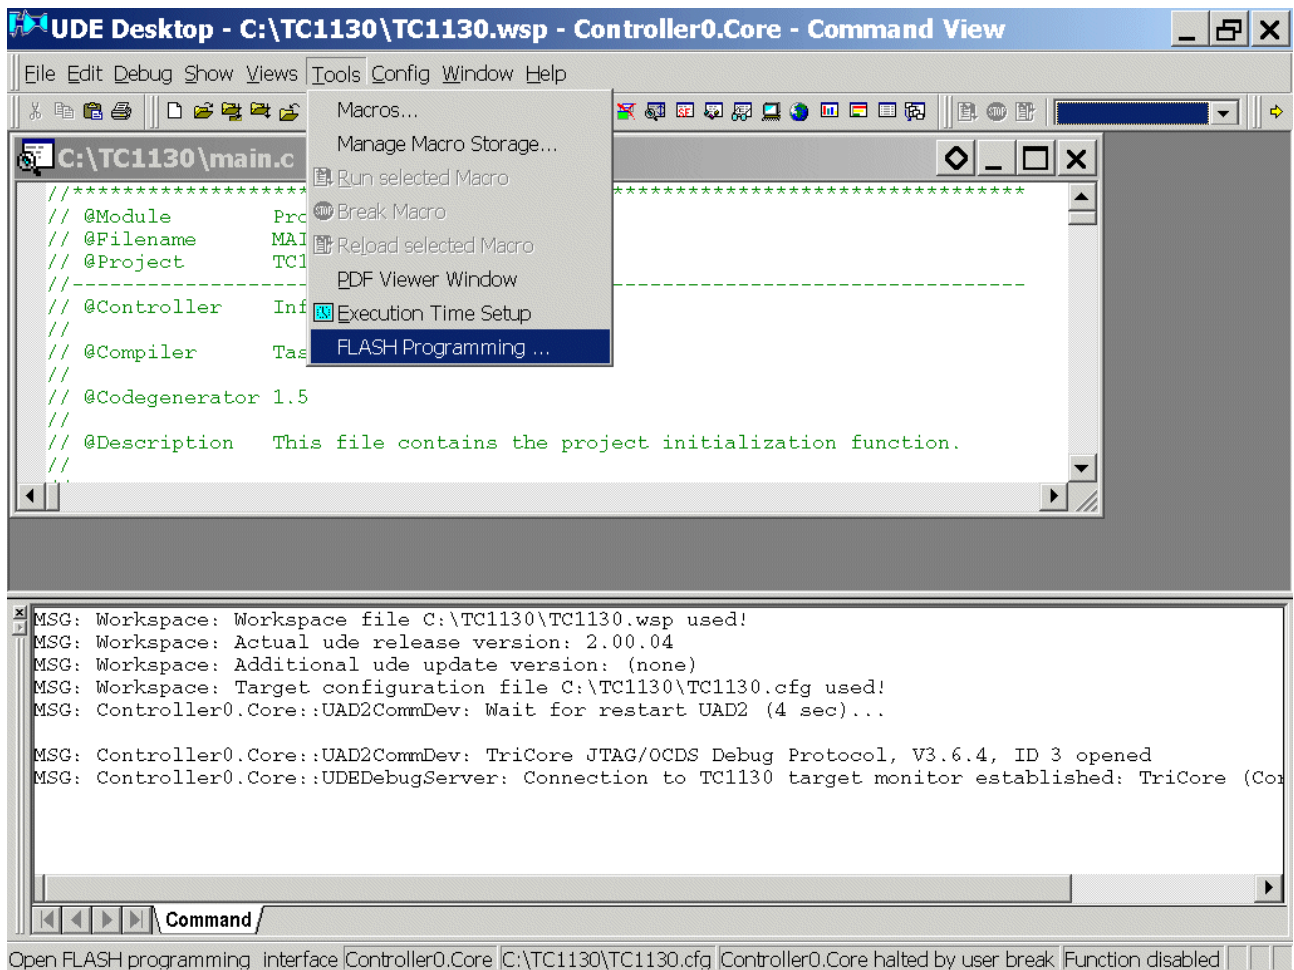 UDE Desktop - C:\TC1130\TC1130.wsp - Controller0.Core - Command View
File Edit Debug Show Views Tools Config Window Help
Macros...
Manage Macro Storage...
Run selected Macro
Break Macro
Reload selected Macro
PDF Viewer Window
Execution Time Setup
FLASH Programming ...
C:\TC1130\main.c
//****************** *********************************
// @Module Pro
// @Filename MAI
// @Project TC1
//------------------ ---------------------------------
// @Controller Inf
//
// @Compiler Tas
//
// @Codegenerator 1.5
//
// @Description This file contains the project initialization function.
//
MSG: Workspace: Workspace file C:\TC1130\TC1130.wsp used!
MSG: Workspace: Actual ude release version: 2.00.04
MSG: Workspace: Additional ude update version: (none)
MSG: Workspace: Target configuration file C:\TC1130\TC1130.cfg used!
MSG: Controller0.Core::UAD2CommDev: Wait for restart UAD2 (4 sec)...
MSG: Controller0.Core::UAD2CommDev: TriCore JTAG/OCDS Debug Protocol, V3.6.4, ID 3 opened
MSG: Controller0.Core::UDEDebugServer: Connection to TC1130 target monitor established: TriCore (Cor
Command
Open FLASH programming interface Controller0.Core C:\TC1130\TC1130.cfg Controller0.Core halted by user break Function disabled